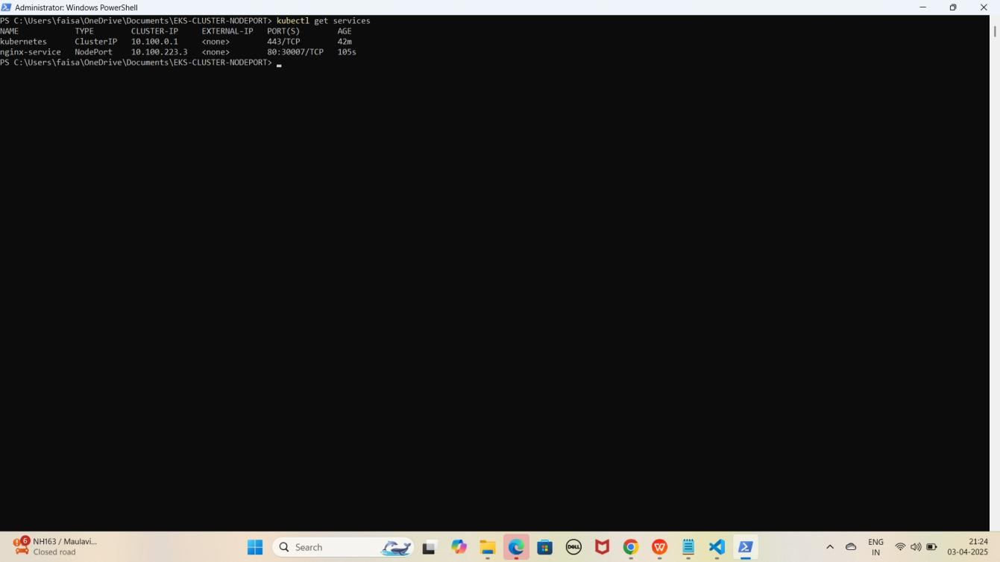 Administrator: Windows PowerShell
PS C:\Users\faisa\OneDrive\Documents\EKS-CLUSTER-NODEPORT> kubectl get services
NAME TYPE CLUSTER-IP EXTERNAL-IP PORT(S) AGE
kubernetes ClusterIP 10.100.0.1 <none> 443/TCP 42m
nginx-service NodePort 10.100.223.3 <none> 80:30007/TCP 105s
PS C:\Users\faisa\OneDrive\Documents\EKS-CLUSTER-NODEPORT>
6 NH163 / Maulavi...
Closed road
Search
DELL
W
ENG
IN
21:24
03-04-2025